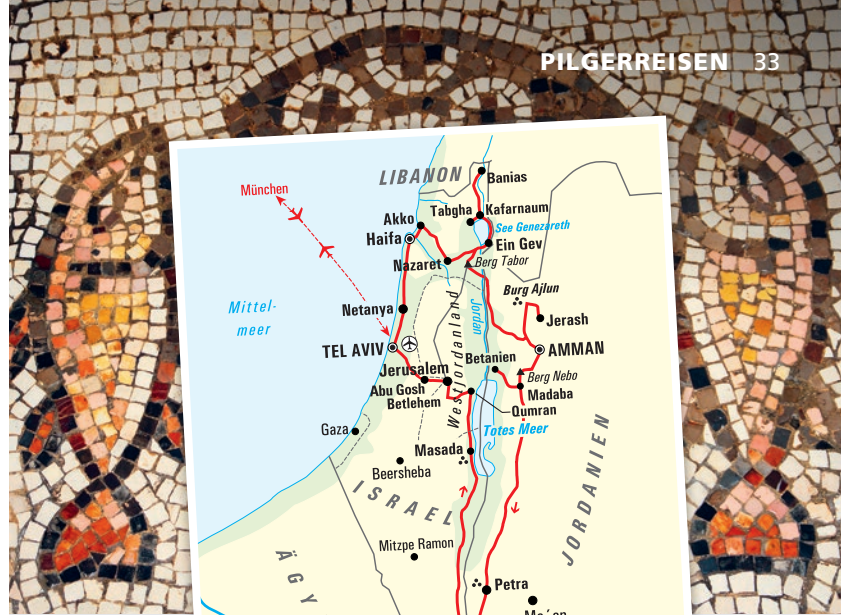 PILGERREISEN 33
München
LIBANON
Banias
Tabgha
Kafarnaum
Akko
See Genezareth
Haifa
Ein Gev
Nazaret
Berg Tabor
Burg Ajlun
Mittel-
meer
Netanya
Jordan
Jerash
Westjordanland
TEL AVIV
AMMAN
Betanien
Jerusalem
Berg Nebo
Abu Gosh
Madaba
Betlehem
Qumran
Gaza
Totes Meer
Masada
Beersheba
ISRAEL
JORDANIEN
Mitzpe Ramon
ÄGY
Petra